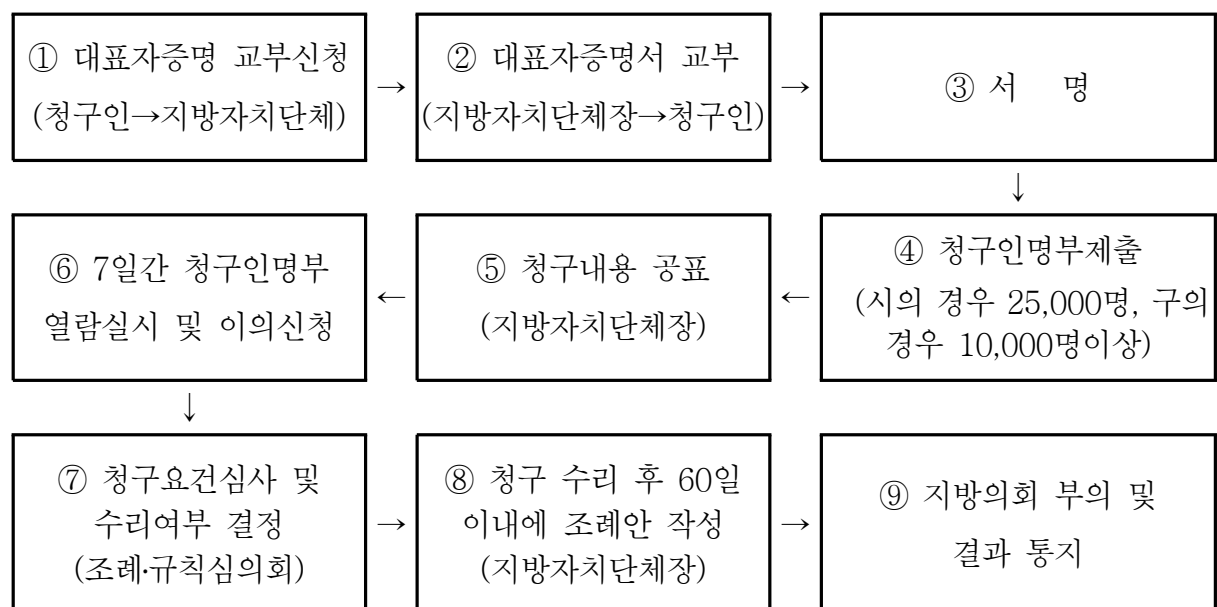 ① 대표자증명 교부신청
(청구인→지방자치단체)
→
② 대표자증명서 교부
(지방자치단체장→청구인)
→
③ 서 명
↓
④ 청구인명부제출
(시의 경우 25,000명, 구의
경우 10,000명이상)
←
⑤ 청구내용 공표
(지방자치단체장)
←
⑥ 7일간 청구인명부
열람실시 및 이의신청
↓
⑦ 청구요건심사 및
수리여부 결정
(조례·규칙심의회)
→
⑧ 청구 수리 후 60일
이내에 조례안 작성
(지방자치단체장)
→
⑨ 지방의회 부의 및
결과 통지